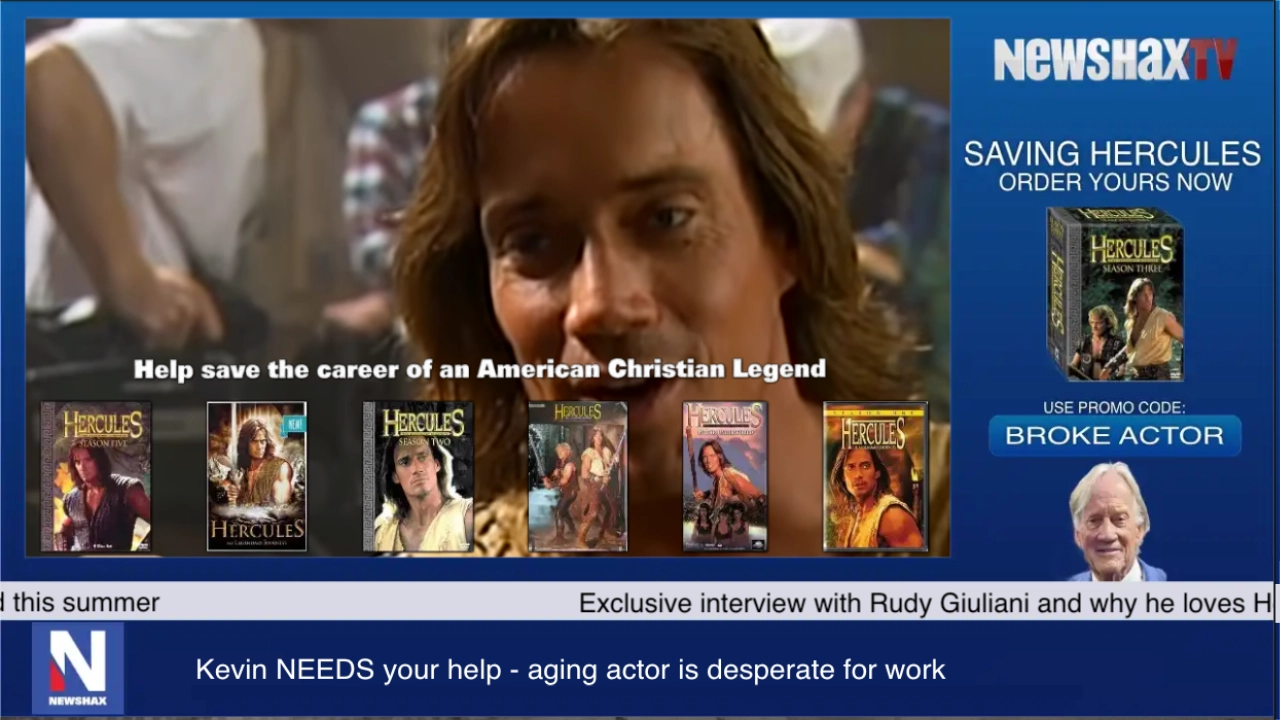 NEWSHAXTV
SAVING HERCULES
ORDER YOURS NOW
HERCULES
HERCULES
SEASON THREE
HERCULES
USE PROMO CODE:
BROKE ACTOR
Help save the career of an American Christian Legend
HERCULES
SEASON FIVE
NEW!
HERCULES
HERCULES
SEASON TWO
HERCULES
HERCULES
HERCULES
d this summer
Exclusive interview with Rudy Giuliani and why he loves H
N
NEWSHAX
Kevin NEEDS your help - aging actor is desperate for work